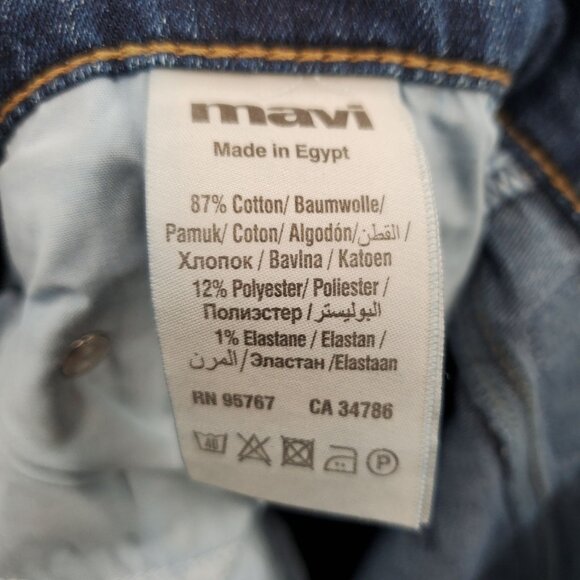 mavi
Made in Egypt
87% Cotton/ Baumwolle/
Pamuk/ Coton/ Algodón/القطن/
Хлопок / Bavlna / Katoen
12% Polyester/ Poliester /
Полиэстер /البوليستر
1% Elastane / Elastan /
المرن/Эластан /Elastaan
RN 95767 CA 34786
40
P